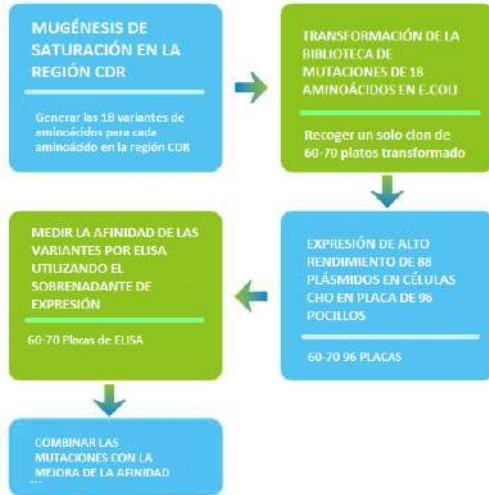 MUGÉNESIS DE
SATURACIÓN EN LA
REGIÓN CDR
Generar las 18 variantes de
aminoácidos para cada
aminoácido en la región CDR
TRANSFORMACIÓN DE LA
BIBLIOTECA DE
MUTACIONES DE 18
AMINOÁCIDOS EN E.COLI
Recoger un solo clon de
60-70 platos transformado
EXPRESIÓN DE ALTO
RENDIMIENTO DE 88
PLÁSMIDOS EN CÉLULAS
CHO EN PLACA DE 96
POCILLOS
60-70 96 PLACAS
MEDIR LA AFINIDAD DE LAS
VARIANTES POR ELISA
UTILIZANDO EL
SOBRENADANTE DE
EXPRESIÓN
60-70 Placas de ELISA
COMBINAR LAS
MUTACIONES CON LA
MEJORA DE LA AFINIDAD
...